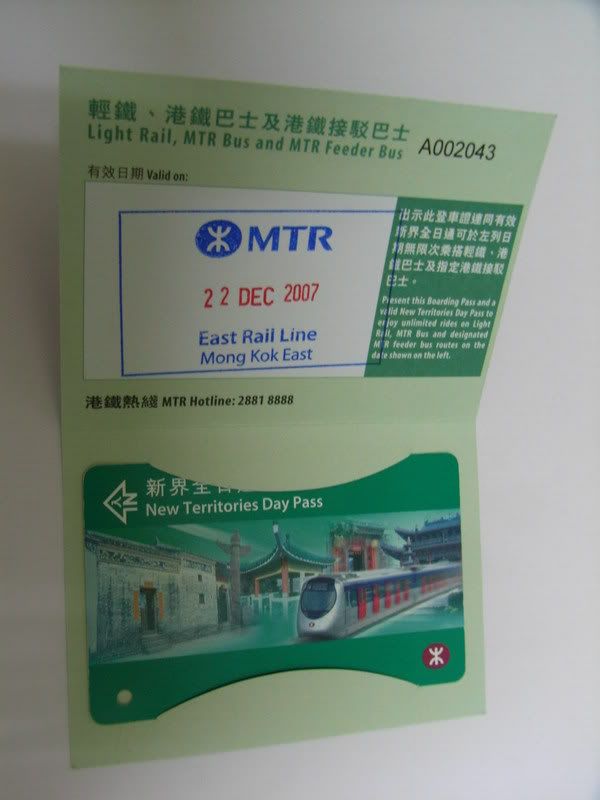 輕鐵、港鐵巴士及港鐵接駁巴士
Light Rail, MTR Bus and MTR Feeder Bus A002043
有效日期 Valid on:
MTR
22 DEC 2007
East Rail Line
Mong Kok East
出示此登車證連同有效
新界全日通可於左列日
期無限次乘搭輕鐵、港
鐵巴士及指定港鐵接駁
巴士。
Present this Boarding Pass and a
valid New Territories Day Pass to
enjoy unlimited rides on Light
Rail, MTR Bus and designated
MTR feeder bus routes on the
date shown on the left.
港鐵熱綫 MTR Hotline: 2881 8888
新界全日
New Territories Day Pass